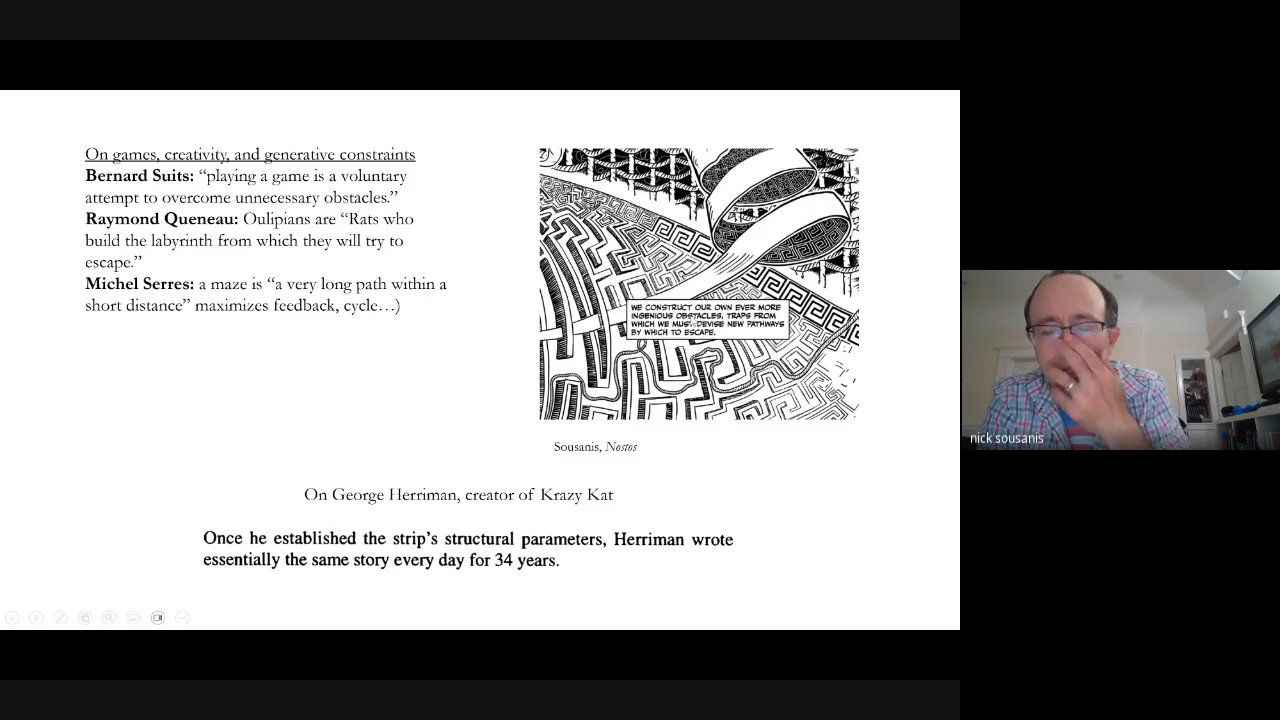 On games, creativity, and generative constraints
Bernard Suits: “playing a game is a voluntary
attempt to overcome unnecessary obstacles.”
Raymond Queneau: Oulipians are “Rats who
build the labyrinth from which they will try to
escape.”
Michel Serres: a maze is “a very long path within a
short distance” maximizes feedback, cycle…)
WE CONSTRUCT OUR OWN EVER MORE
INGENIOUS OBSTACLES, TRAPS FROM
WHICH WE MUST DEVISE NEW PATHWAYS
BY WHICH TO ESCAPE.
Sousanis, Nostos
On George Herriman, creator of Krazy Kat
Once he established the strip’s structural parameters, Herriman wrote
essentially the same story every day for 34 years.
nick sousanis